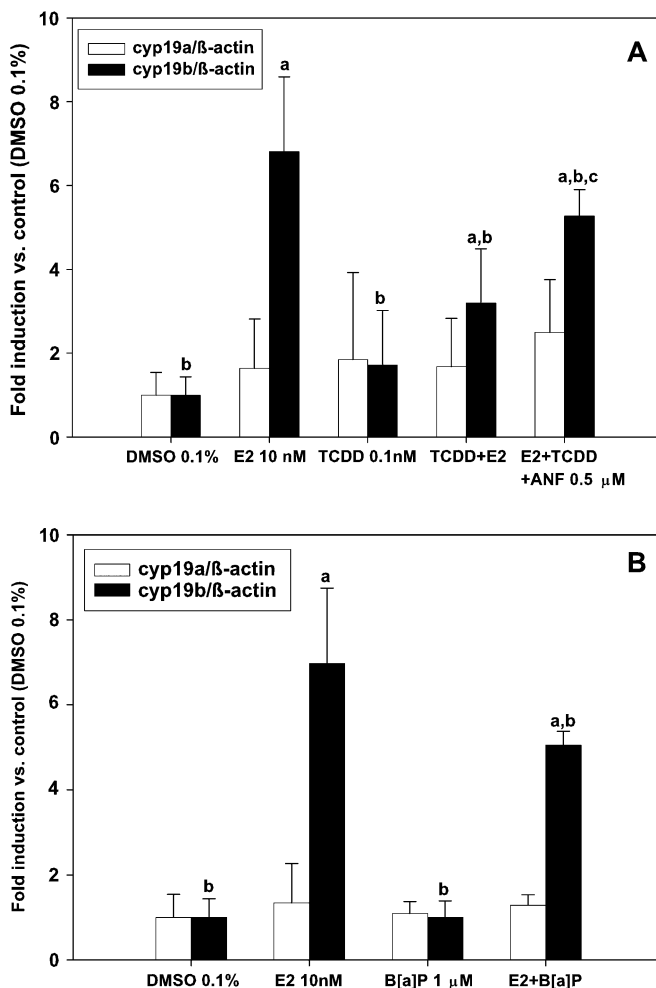 10
8
6
4
2
0
Fold induction vs. control (DMSO 0.1%)
cyp19a/ß-actin
cyp19b/ß-actin
A
b
a
b
a,b
a,b,c
DMSO 0.1%
E2 10 nM
TCDD 0.1nM
TCDD+E2
E2+TCDD
+ANF 0.5 µM
10
8
6
4
2
0
Fold induction vs. control (DMSO 0.1%)
cyp19a/ß-actin
cyp19b/ß-actin
B
b
a
b
a,b
DMSO 0.1%
E2 10nM
B[a]P 1 µM
E2+B[a]P